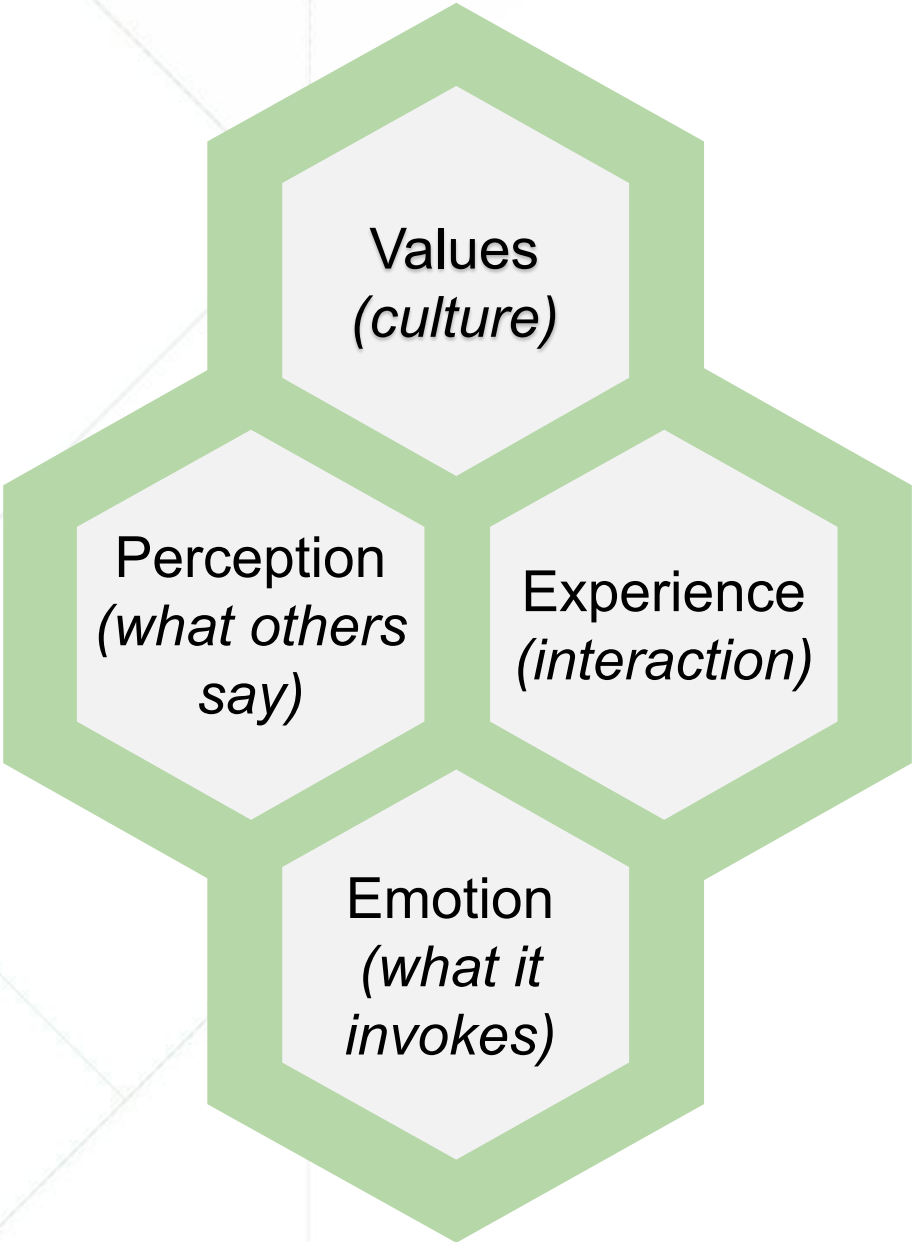 Values
(culture)
Perception
(what others
say)
Experience
(interaction)
Emotion
(what it
invokes)